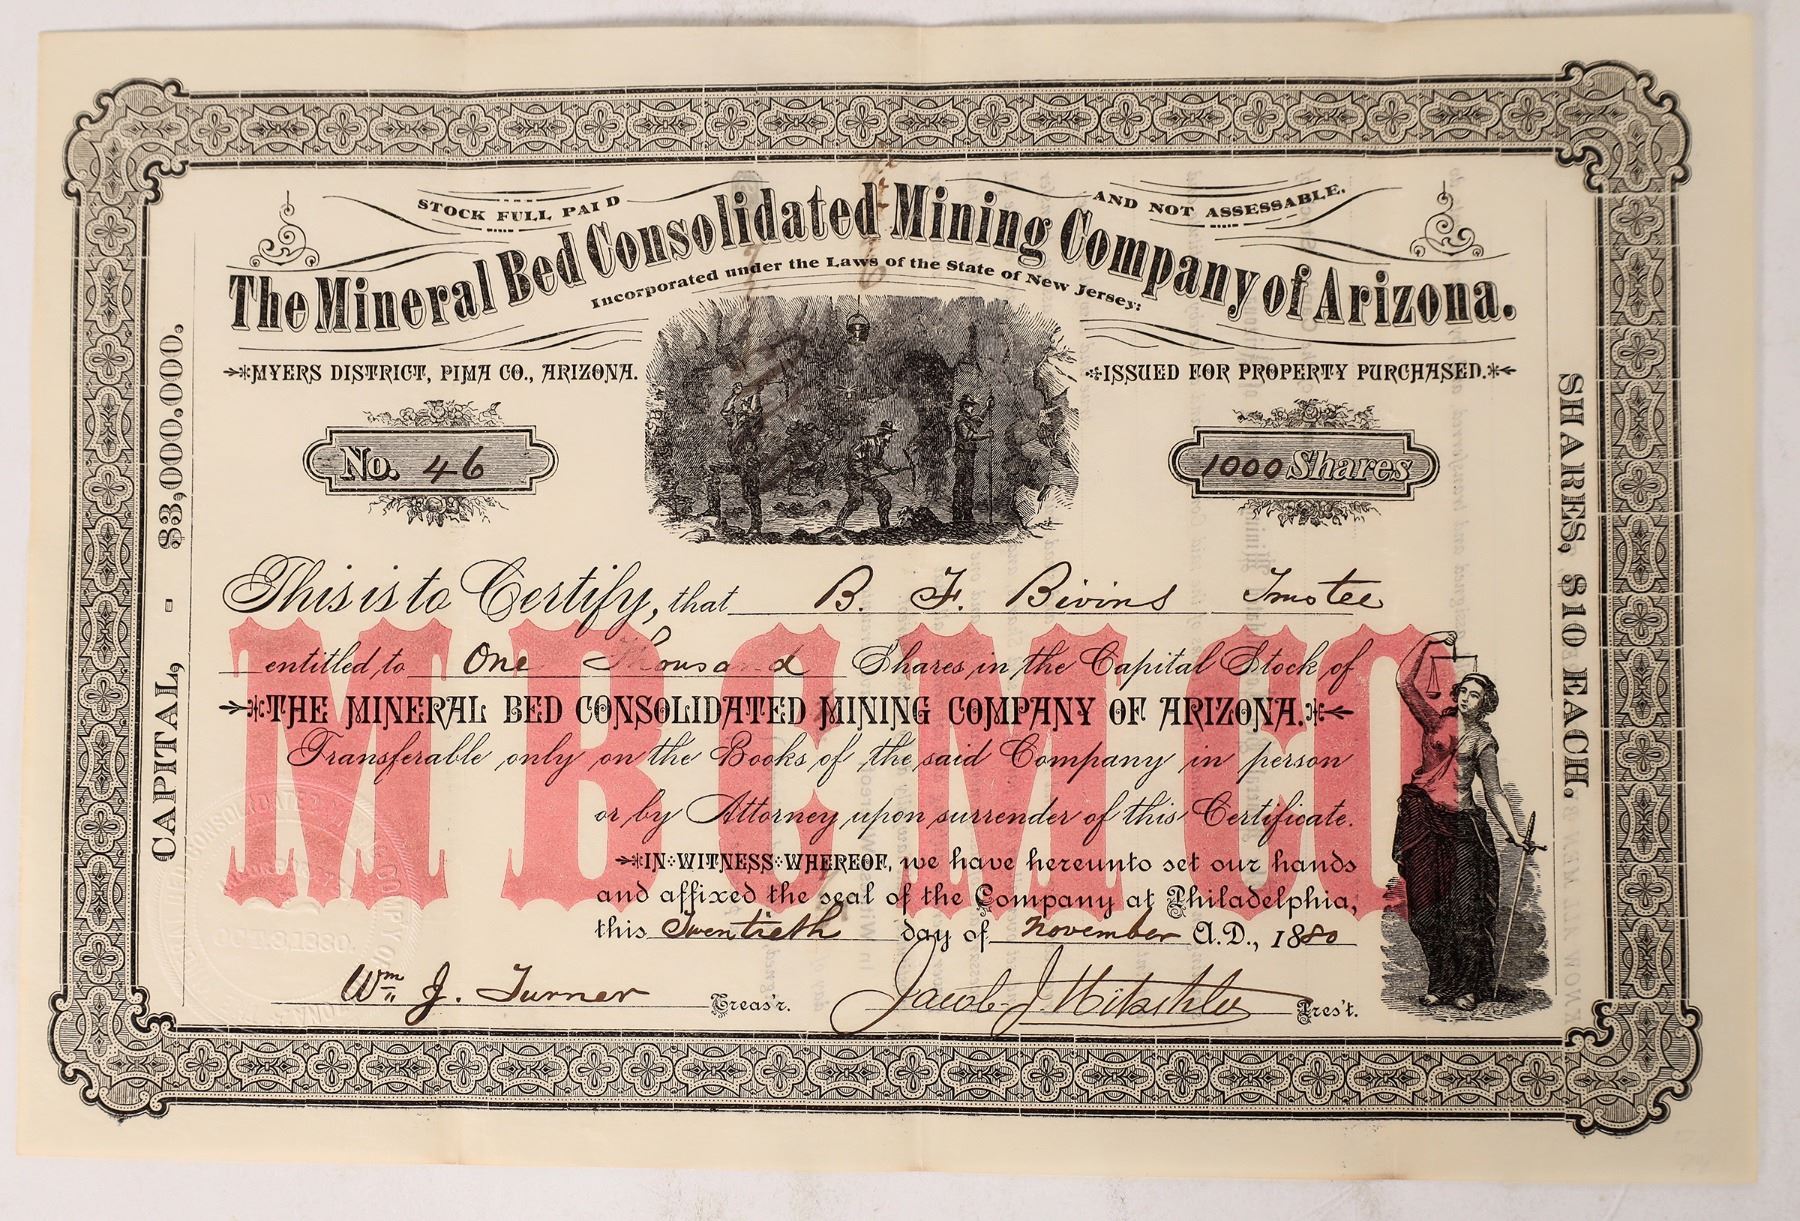 STOCK FULL PAID AND NOT ASSESSABLE.
The Mineral Bed Consolidated Mining Company of Arizona.
Incorporated under the Laws of the State of New Jersey:
MYERS DISTRICT, PIMA CO., ARIZONA. ISSUED FOR PROPERTY PURCHASED.
No. 46 1000 Shares
CAPITAL, - $3,000,000.
SHARES, $10 EACH.
This is to Certify, that B. F. Bivins Trustee
entitled to One Thousand Shares in the Capital Stock of
THE MINERAL BED CONSOLIDATED MINING COMPANY OF ARIZONA.
Transferable only on the Books of the said Company in person
or by Attorney upon surrender of this Certificate.
M B C M CO
IN WITNESS WHEREOF, we have hereunto set our hands
and affixed the seal of the Company at Philadelphia,
this Twentieth day of November A.D., 1880
Wm J. Turner Treas'r. Jacob J. Hitschler Pres't.
OCT. 9, 1880.